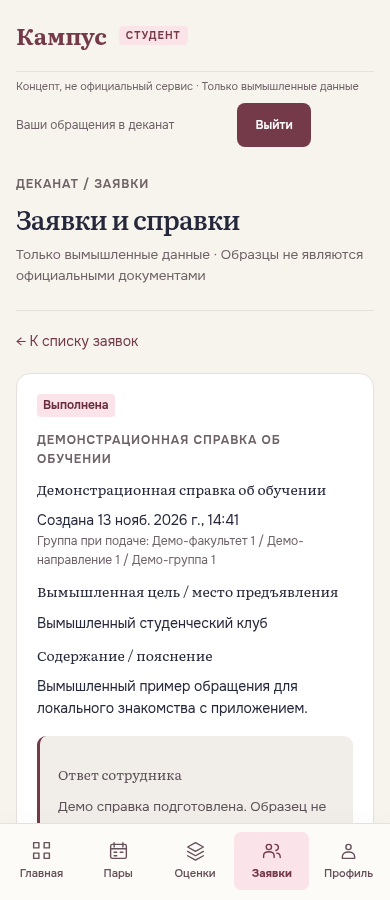 Кампус СТУДЕНТ
Концепт, не официальный сервис · Только вымышленные данные
Ваши обращения в деканат Выйти
ДЕКАНАТ / ЗАЯВКИ
Заявки и справки
Только вымышленные данные · Образцы не являются
официальными документами
← К списку заявок
Выполнена
ДЕМОНСТРАЦИОННАЯ СПРАВКА ОБ
ОБУЧЕНИИ
Демонстрационная справка об обучении
Создана 13 нояб. 2026 г., 14:41
Группа при подаче: Демо-факультет 1 / Демо-
направление 1 / Демо-группа 1
Вымышленная цель / место предъявления
Вымышленный студенческий клуб
Содержание / пояснение
Вымышленный пример обращения для
локального знакомства с приложением.
Ответ сотрудника
Демо справка подготовлена. Образец не
Главная Пары Оценки Заявки Профиль